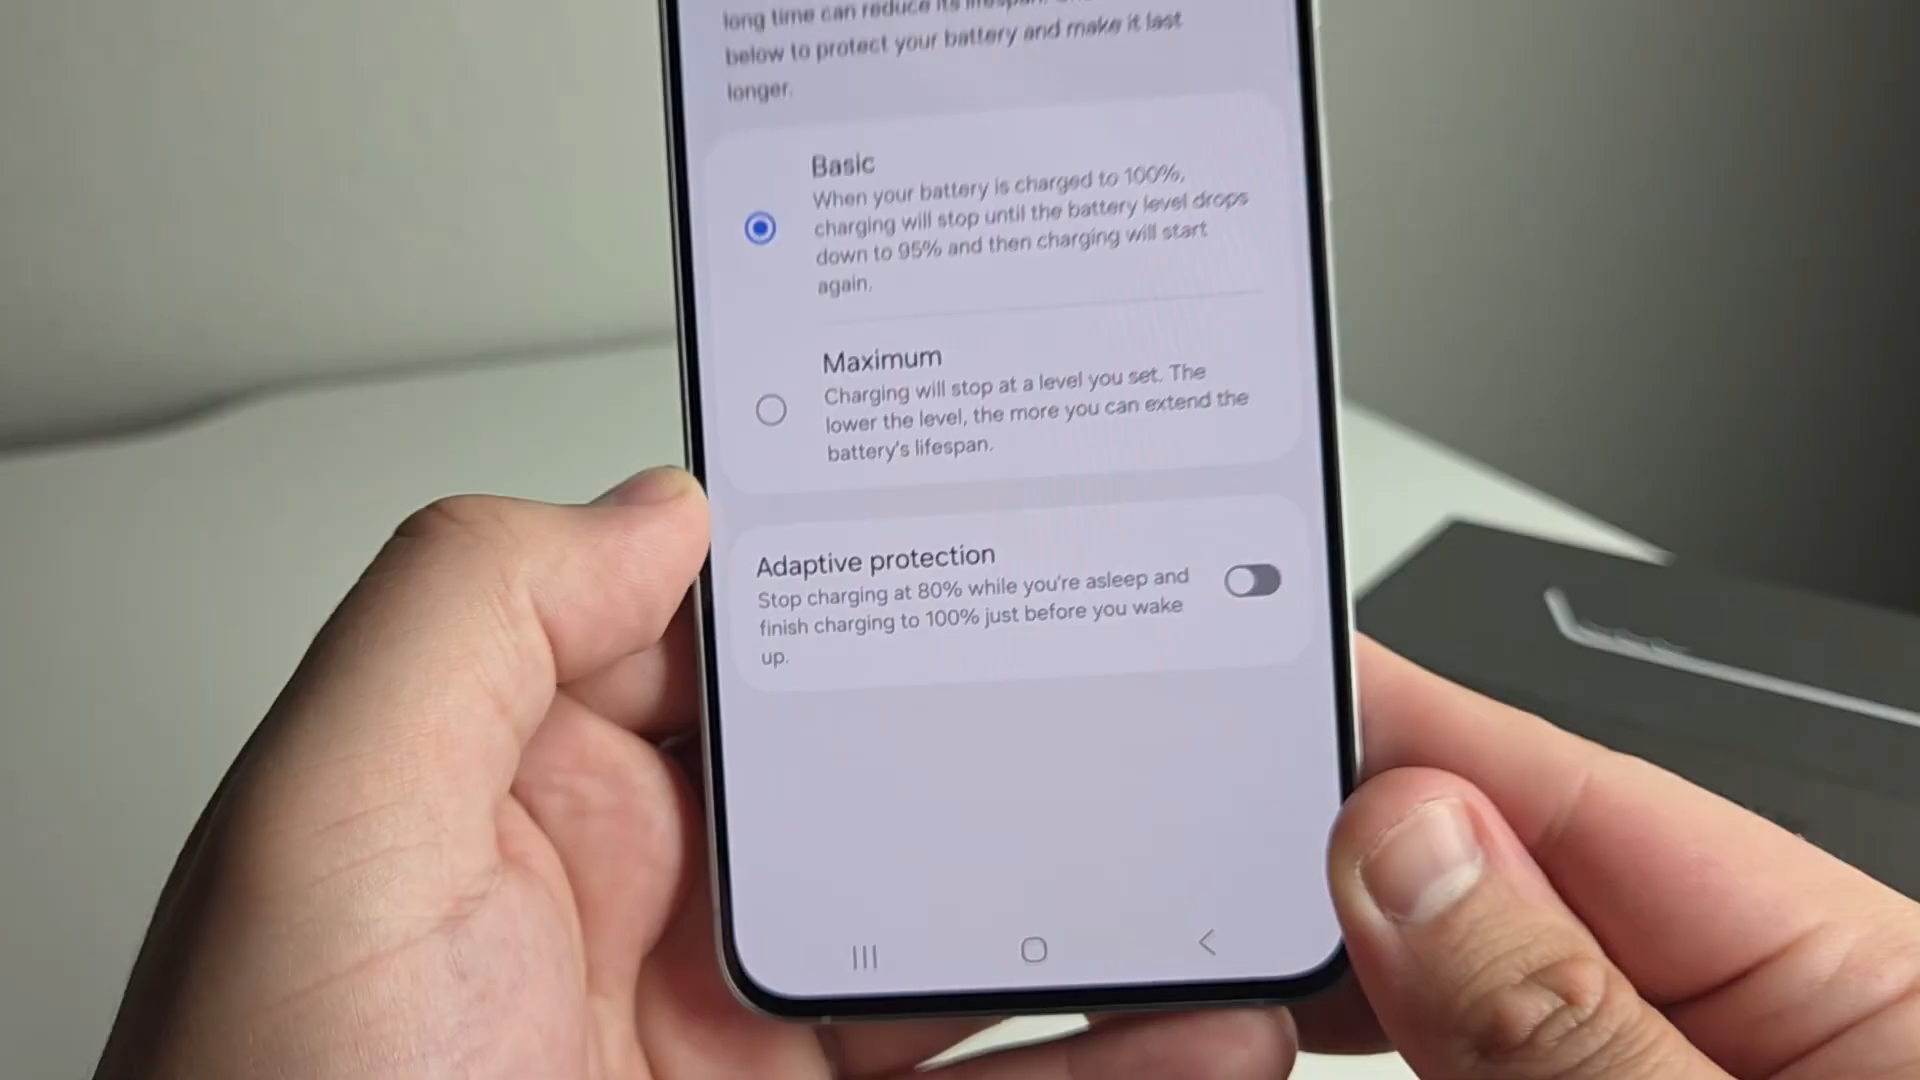 long time can reduce its lifespan.
below to protect your battery and make it last
longer.
Basic
When your battery is charged to 100%,
charging will stop until the battery level drops
down to 95% and then charging will start
again.
Maximum
Charging will stop at a level you set. The
lower the level, the more you can extend the
battery's lifespan.
Adaptive protection
Stop charging at 80% while you're asleep and
finish charging to 100% just before you wake
up.